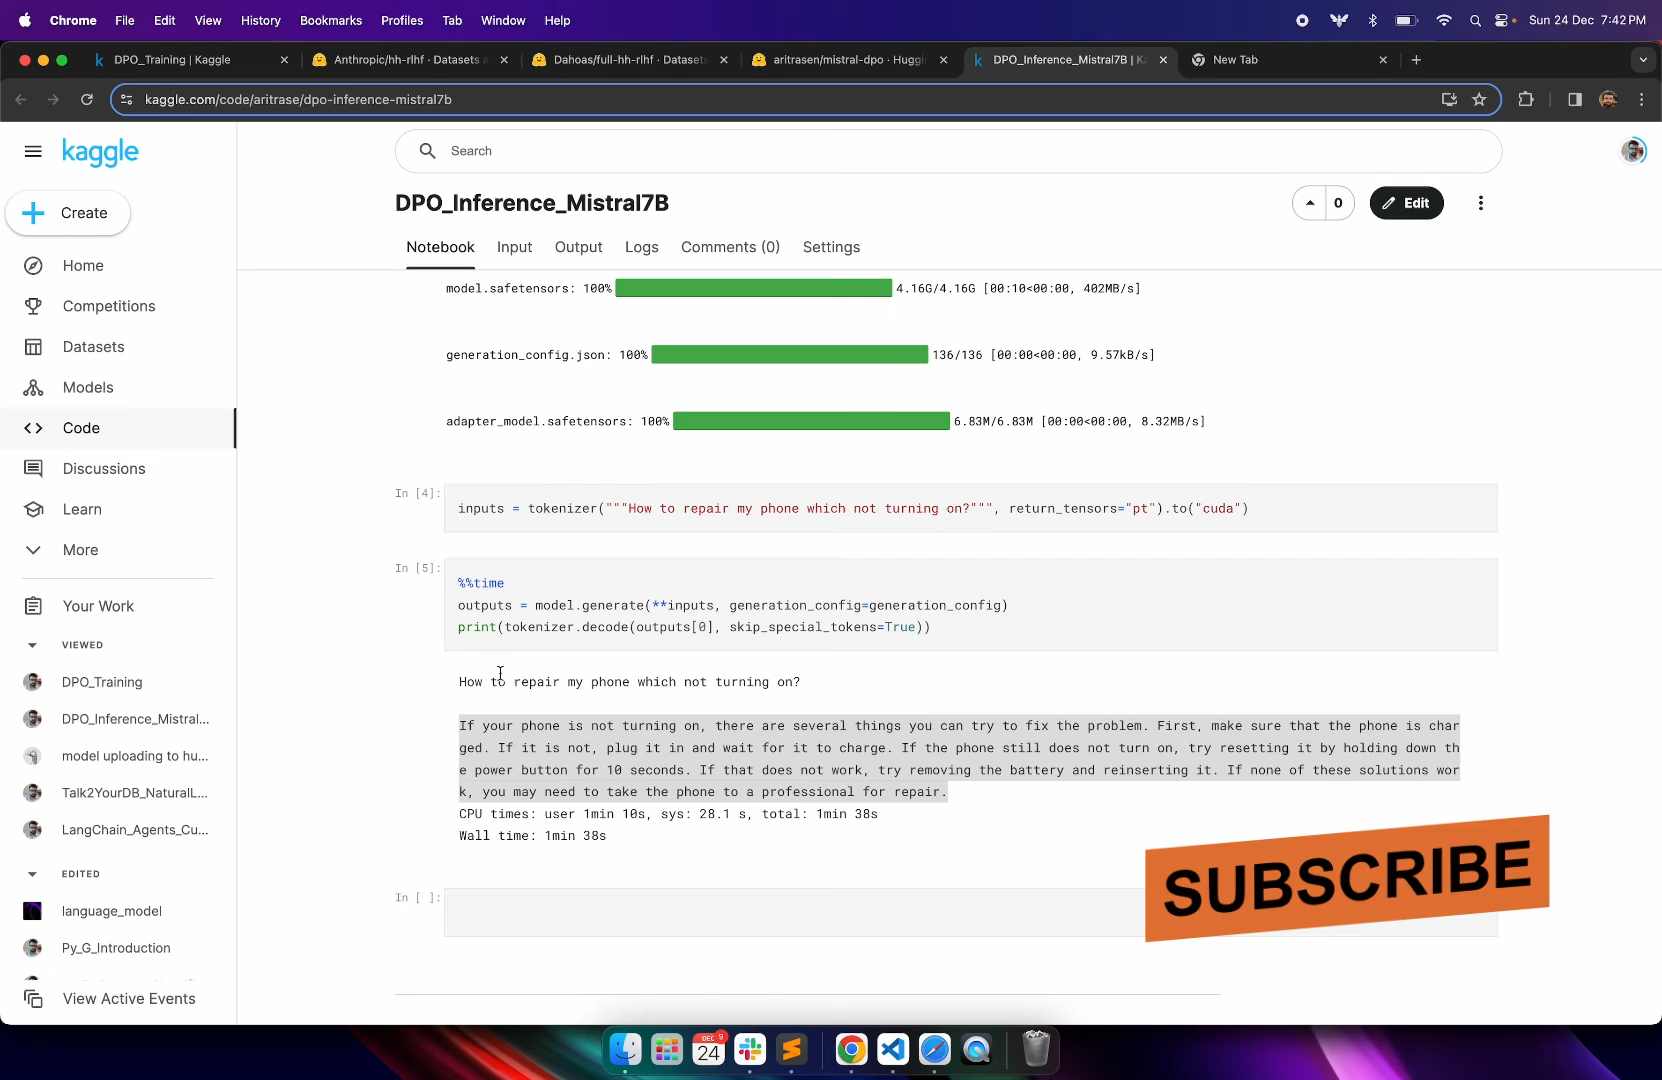 Chrome File Edit View History Bookmarks Profiles Tab Window Help Sun 24 Dec 7:42 PM
DPO_Training | Kaggle Anthropic/hh-rlhf · Datasets a Dahoas/full-hh-rlhf · Datasets aritrasen/mistral-dpo · Huggin DPO_Inference_Mistral7B | Ka New Tab
kaggle.com/code/aritrase/dpo-inference-mistral7b
kaggle
Search
Create
DPO_Inference_Mistral7B
0
Edit
Notebook Input Output Logs Comments (0) Settings
Home
Competitions
Datasets
Models
Code
Discussions
Learn
More
Your Work
VIEWED
DPO_Training
DPO_Inference_Mistral...
model uploading to hu...
Talk2YourDB_NaturalL...
LangChain_Agents_Cu...
EDITED
language_model
Py_G_Introduction
View Active Events
model.safetensors: 100% 4.16G/4.16G [00:10<00:00, 402MB/s]
generation_config.json: 100% 136/136 [00:00<00:00, 9.57kB/s]
adapter_model.safetensors: 100% 6.83M/6.83M [00:00<00:00, 8.32MB/s]
In [4]:
inputs = tokenizer("""How to repair my phone which not turning on?""", return_tensors="pt").to("cuda")
In [5]:
%%time
outputs = model.generate(**inputs, generation_config=generation_config)
print(tokenizer.decode(outputs[0], skip_special_tokens=True))
How to repair my phone which not turning on?
If your phone is not turning on, there are several things you can try to fix the problem. First, make sure that the phone is char
ged. If it is not, plug it in and wait for it to charge. If the phone still does not turn on, try resetting it by holding down th
e power button for 10 seconds. If that does not work, try removing the battery and reinserting it. If none of these solutions wor
k, you may need to take the phone to a professional for repair.
CPU times: user 1min 10s, sys: 28.1 s, total: 1min 38s
Wall time: 1min 38s
In [ ]:
SUBSCRIBE
DEC
24
9